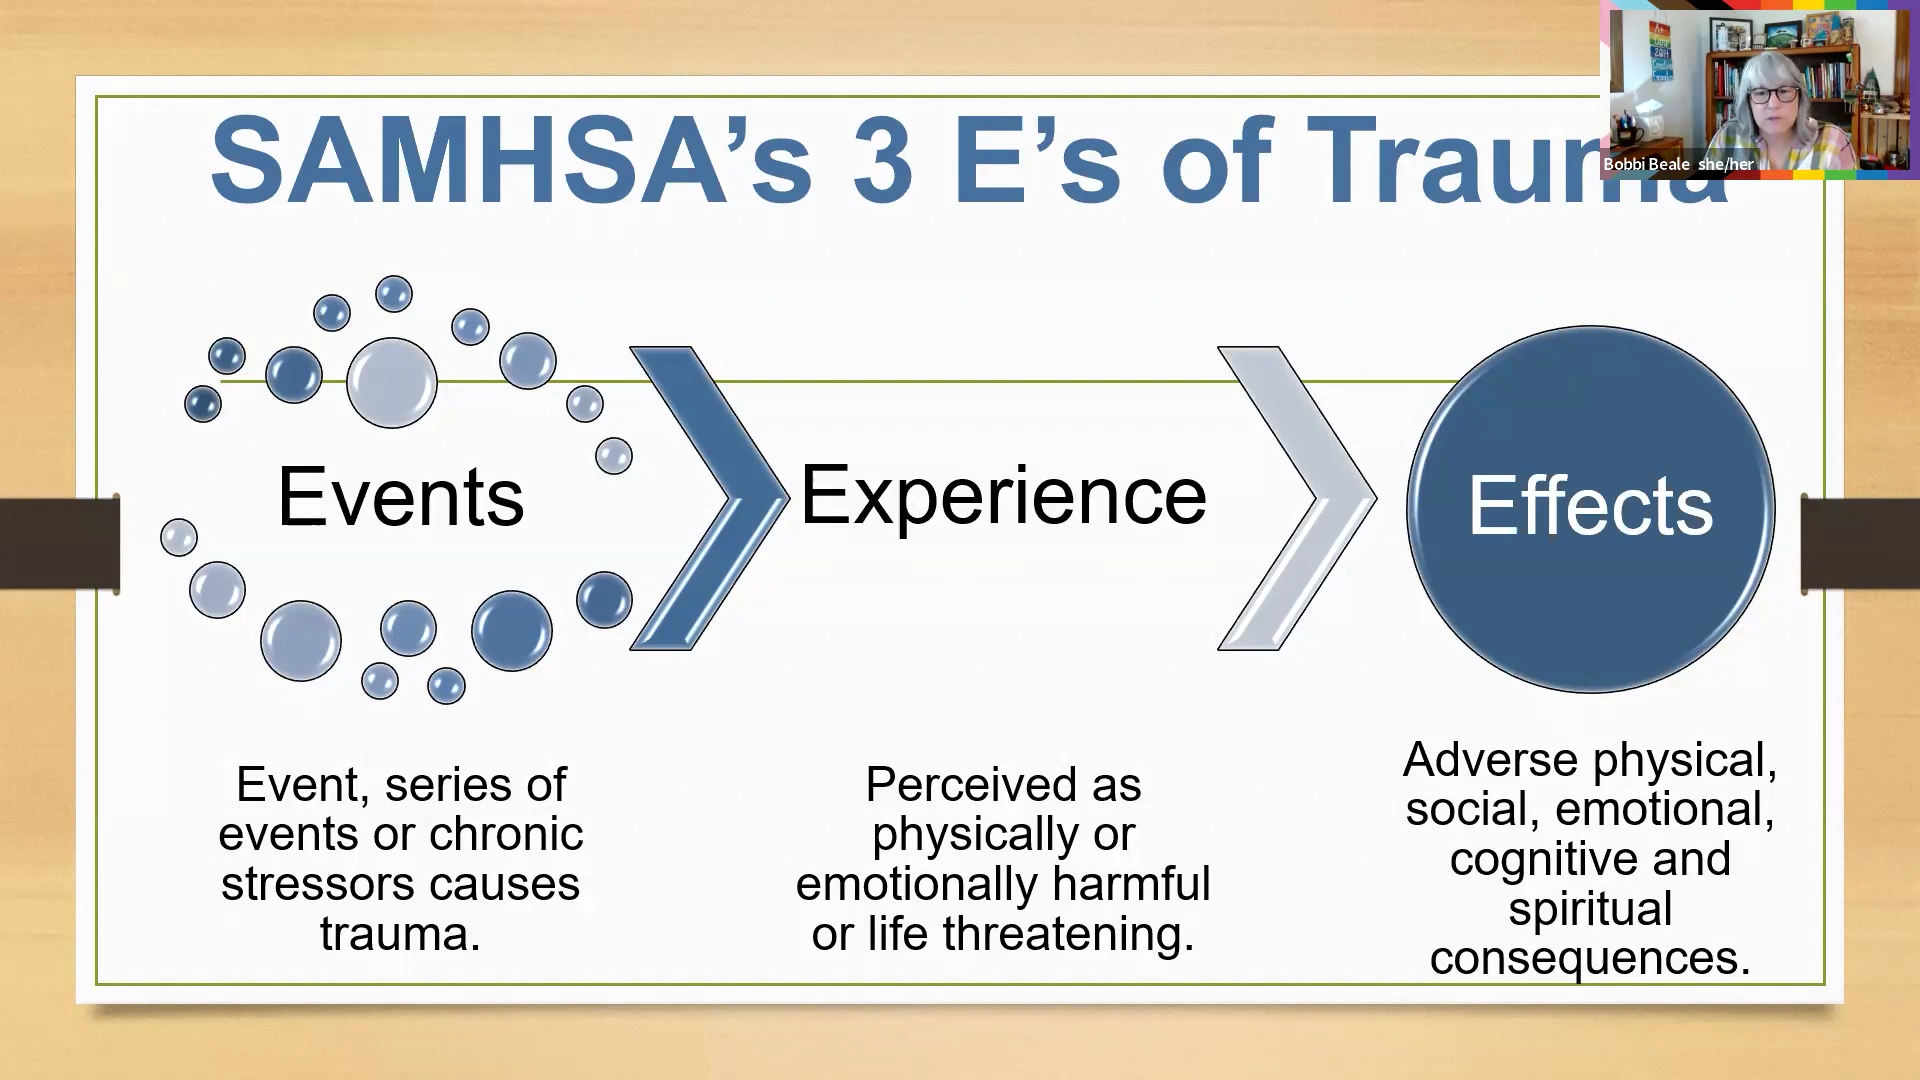 SAMHSA’s 3 E’s of Trauma
Bobbi Beale she/her
Events
Experience
Effects
Event, series of
events or chronic
stressors causes
trauma.
Perceived as
physically or
emotionally harmful
or life threatening.
Adverse physical,
social, emotional,
cognitive and
spiritual
consequences.